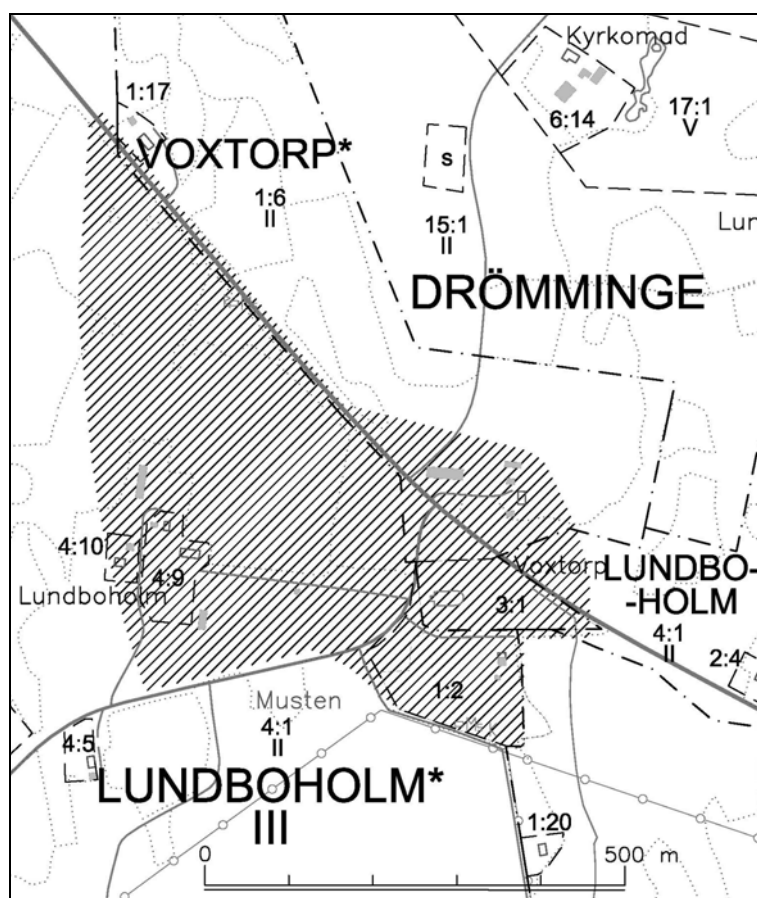 Kyrkomad
1:17
17:1
V
6:14
VOXTORP*
S
1:6
II
15:1
II
Lun
DRÖMMINGE
4:10
4:9
Voxtorp
LUNDBO-
-HOLM
Lundboholm
3:1
4:1
II
2:4
1:2
Musten
4:1
II
4:5
LUNDBOHOLM*
III
1:20
0
500 m